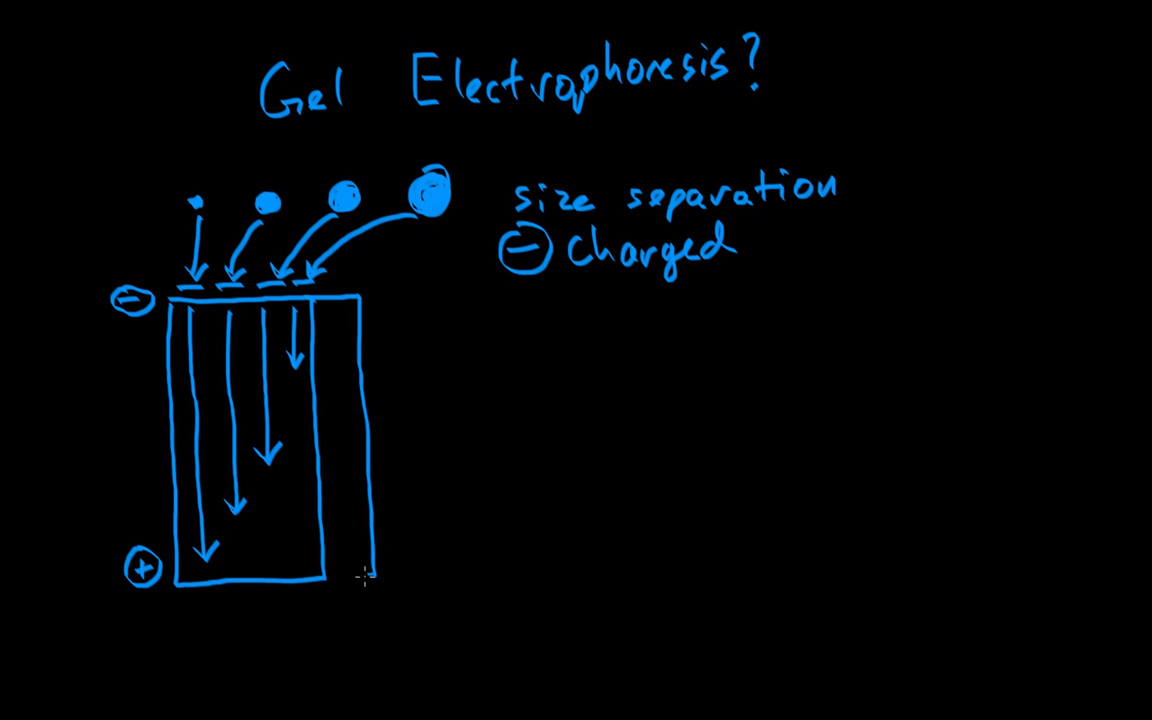 Gel Electrophoresis?
size separation
⊖ charged
⊖
⊕